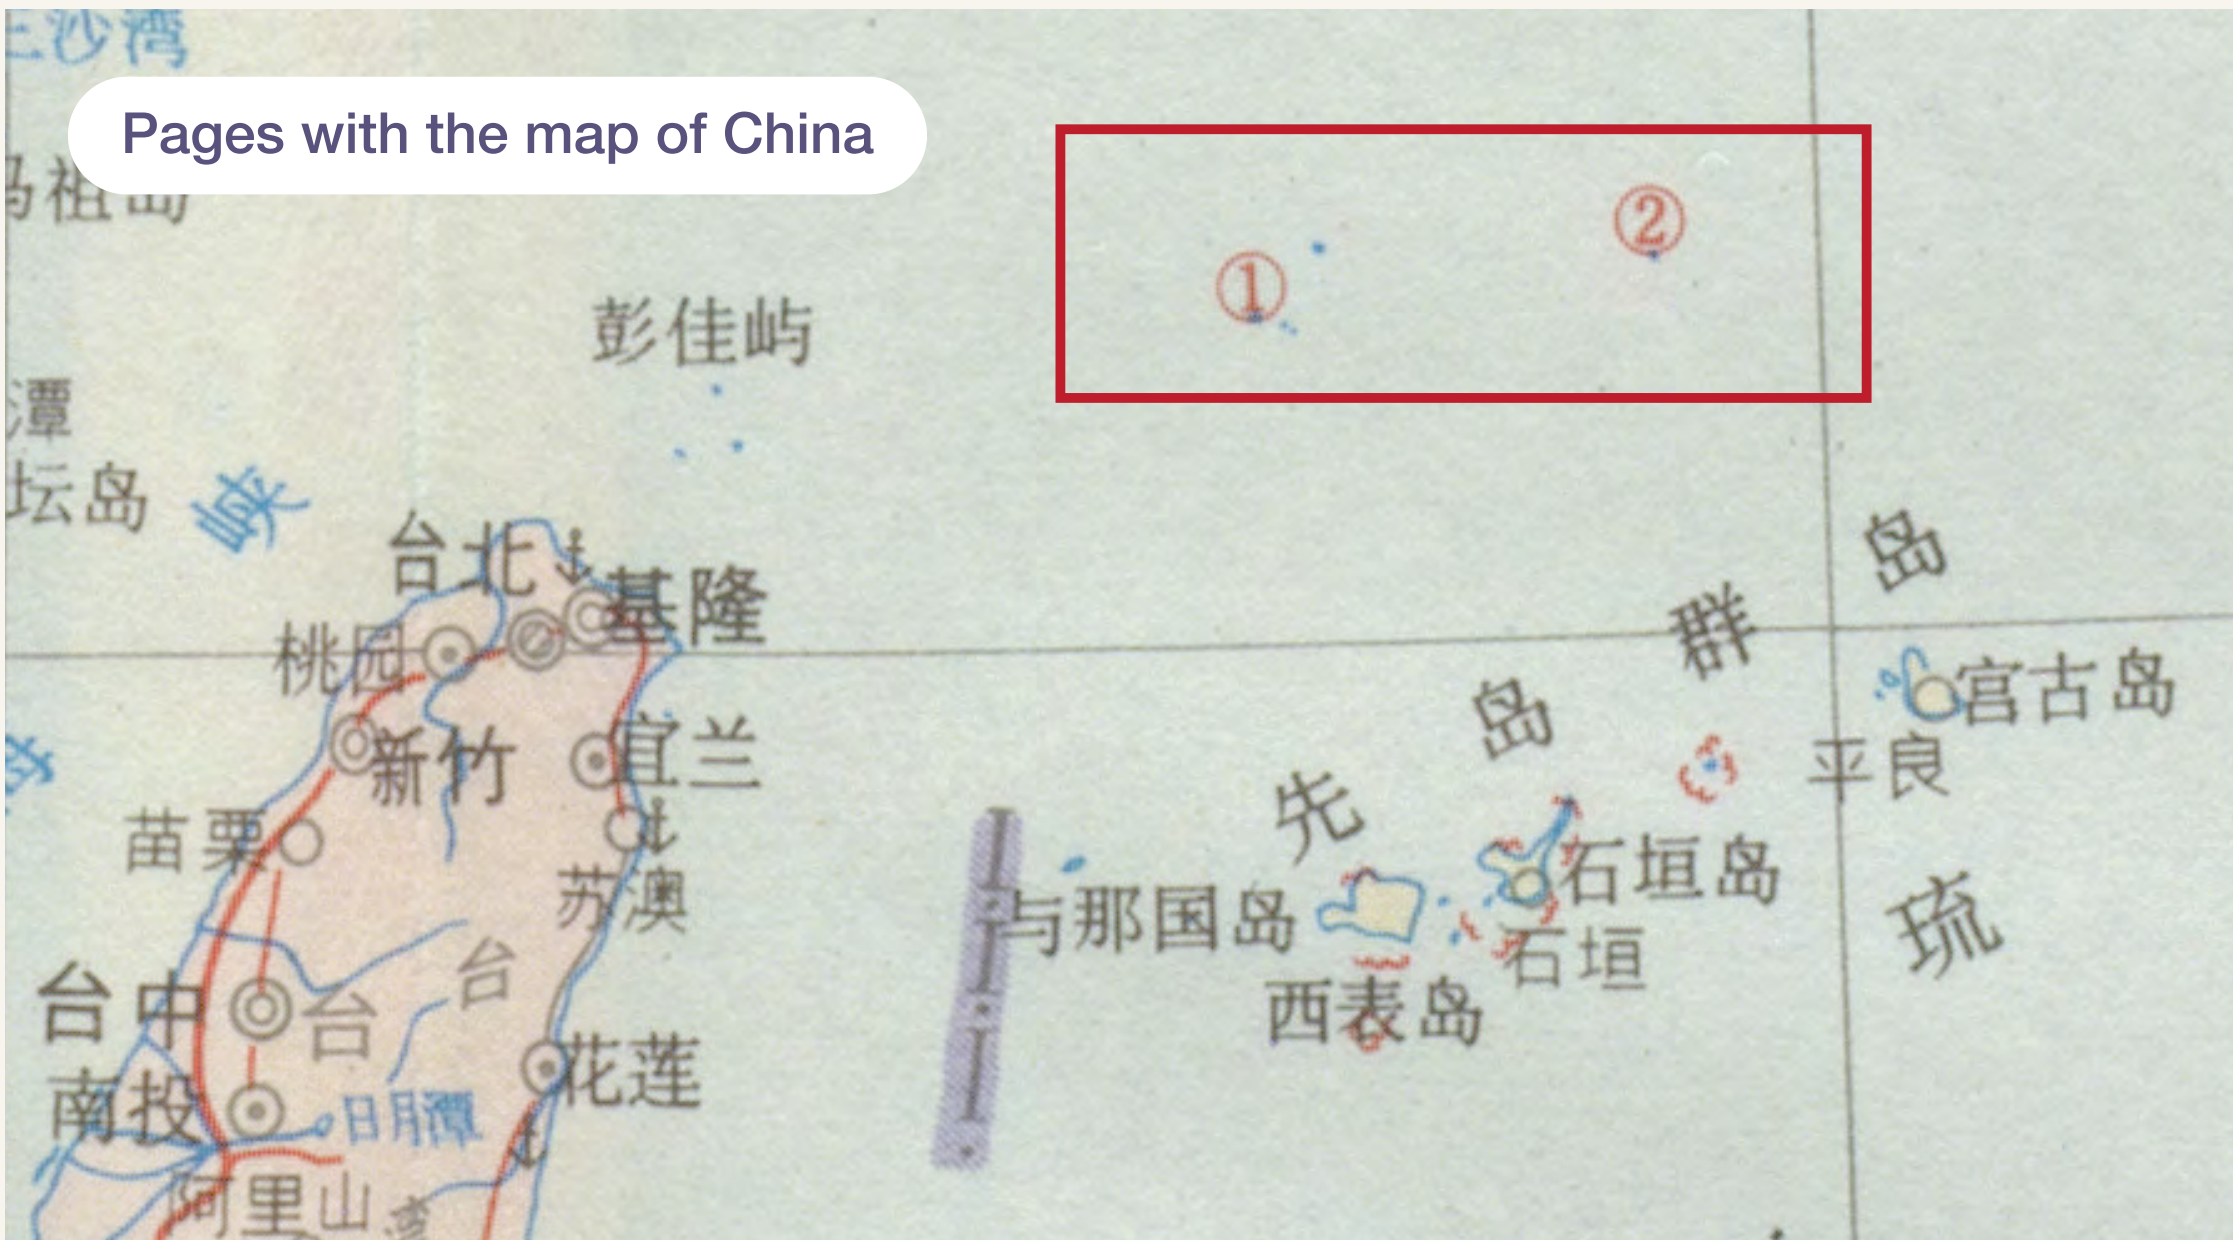 三沙湾
Pages with the map of China
马祖岛
①
②
彭佳屿
潭
坛岛
峡
台北
基隆
桃园
新竹
宜兰
苗栗
苏澳
先岛群岛
宫古岛
平良
石垣岛
石垣
与那国岛
西表岛
琉
台中
台
台
花莲
南投
日月潭
阿里山
湾